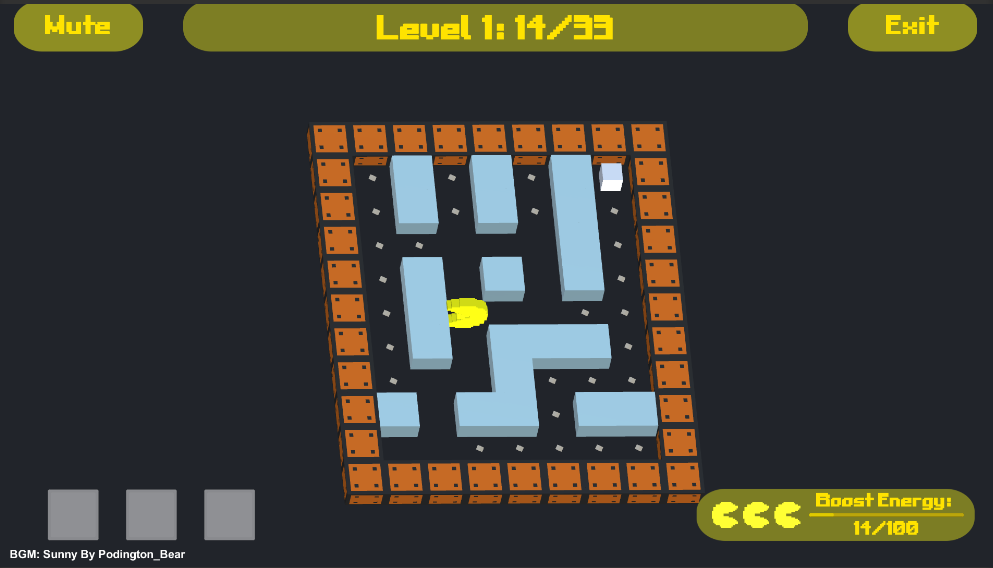 Mute
Level 1: 14/33
Exit
Boost Energy:
14/100
BGM: Sunny By Podington_Bear